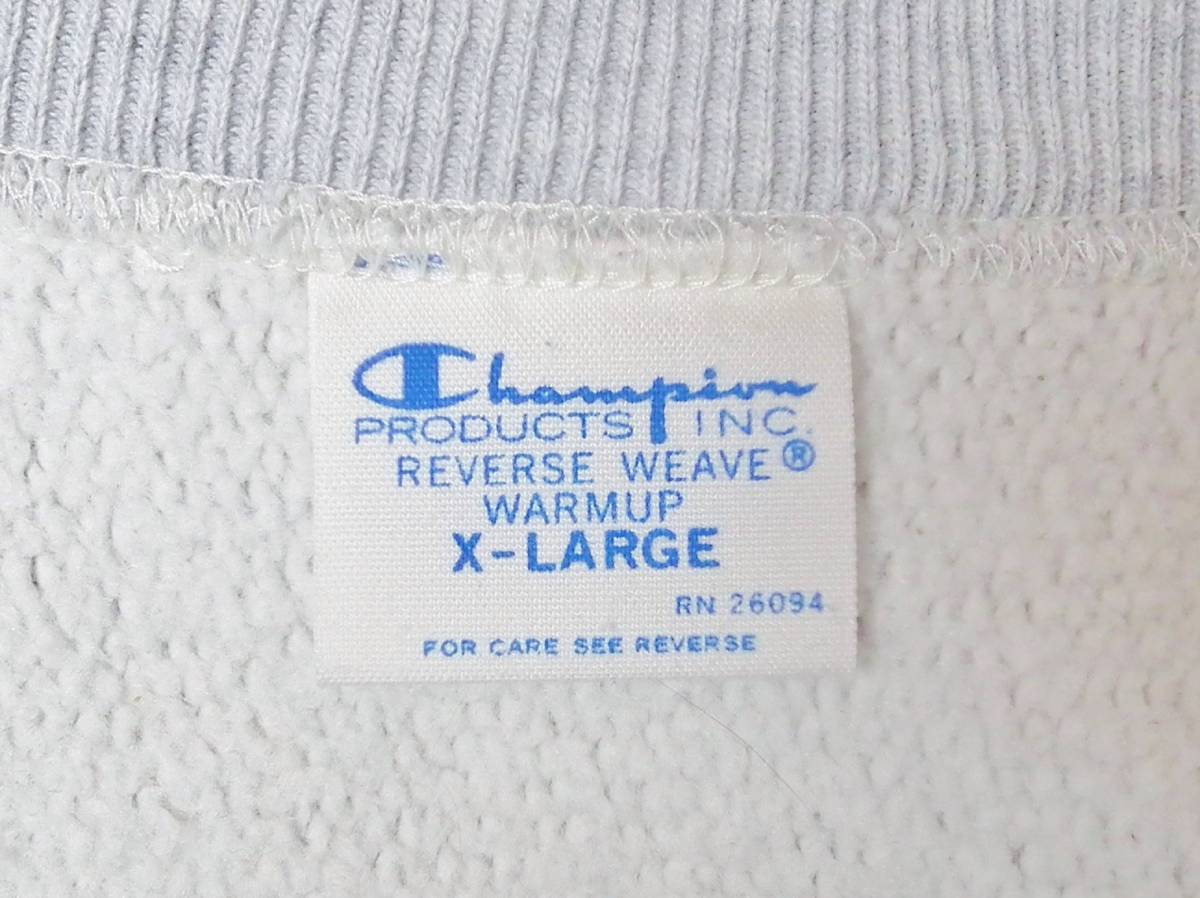 Champion
PRODUCTS INC.
REVERSE WEAVE®
WARMUP
X-LARGE
RN 26094
FOR CARE SEE REVERSE